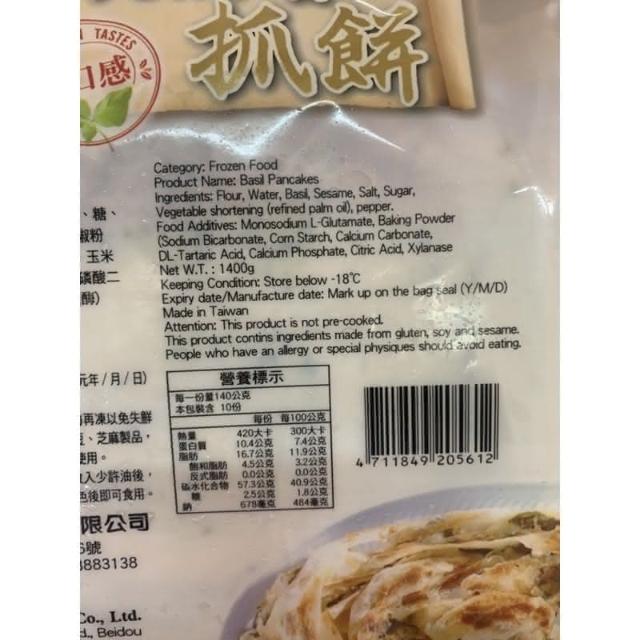 TASTES
口感
抓餅
Category: Frozen Food
Product Name: Basil Pancakes
Ingredients: Flour, Water, Basil, Sesame, Salt, Sugar,
Vegetable shortening (refined palm oil), pepper.
Food Additives: Monosodium L-Glutamate, Baking Powder
(Sodium Bicarbonate, Corn Starch, Calcium Carbonate,
DL-Tartaric Acid, Calcium Phosphate, Citric Acid, Xylanase
Net W.T. : 1400g
Keeping Condition: Store below -18℃
Expiry date/Manufacture date: Mark up on the bag seal (Y/M/D)
Made in Taiwan
Attention: This product is not pre-cooked.
This product contins ingredients made from gluten, soy and sesame.
People who have an allergy or special physiques should avoid eating.
、糖、
椒粉
玉米
磷酸二
酶)
元年/月/日)
再凍以免失鮮
、芝麻製品，
使用。
入少許油後，
色後即可食用。
限公司
號
8883138
Co., Ltd.
d., Beidou
營養標示
每一份量140公克
本包裝含 10份
每份 每100公克
熱量 420大卡 300大卡
蛋白質 10.4公克 7.4公克
脂肪 16.7公克 11.9公克
飽和脂肪 4.5公克 3.2公克
反式脂肪 0.0公克 0.0公克
碳水化合物 57.3公克 40.9公克
糖 2.5公克 1.8公克
鈉 678毫克 484毫克
4 711849 205612